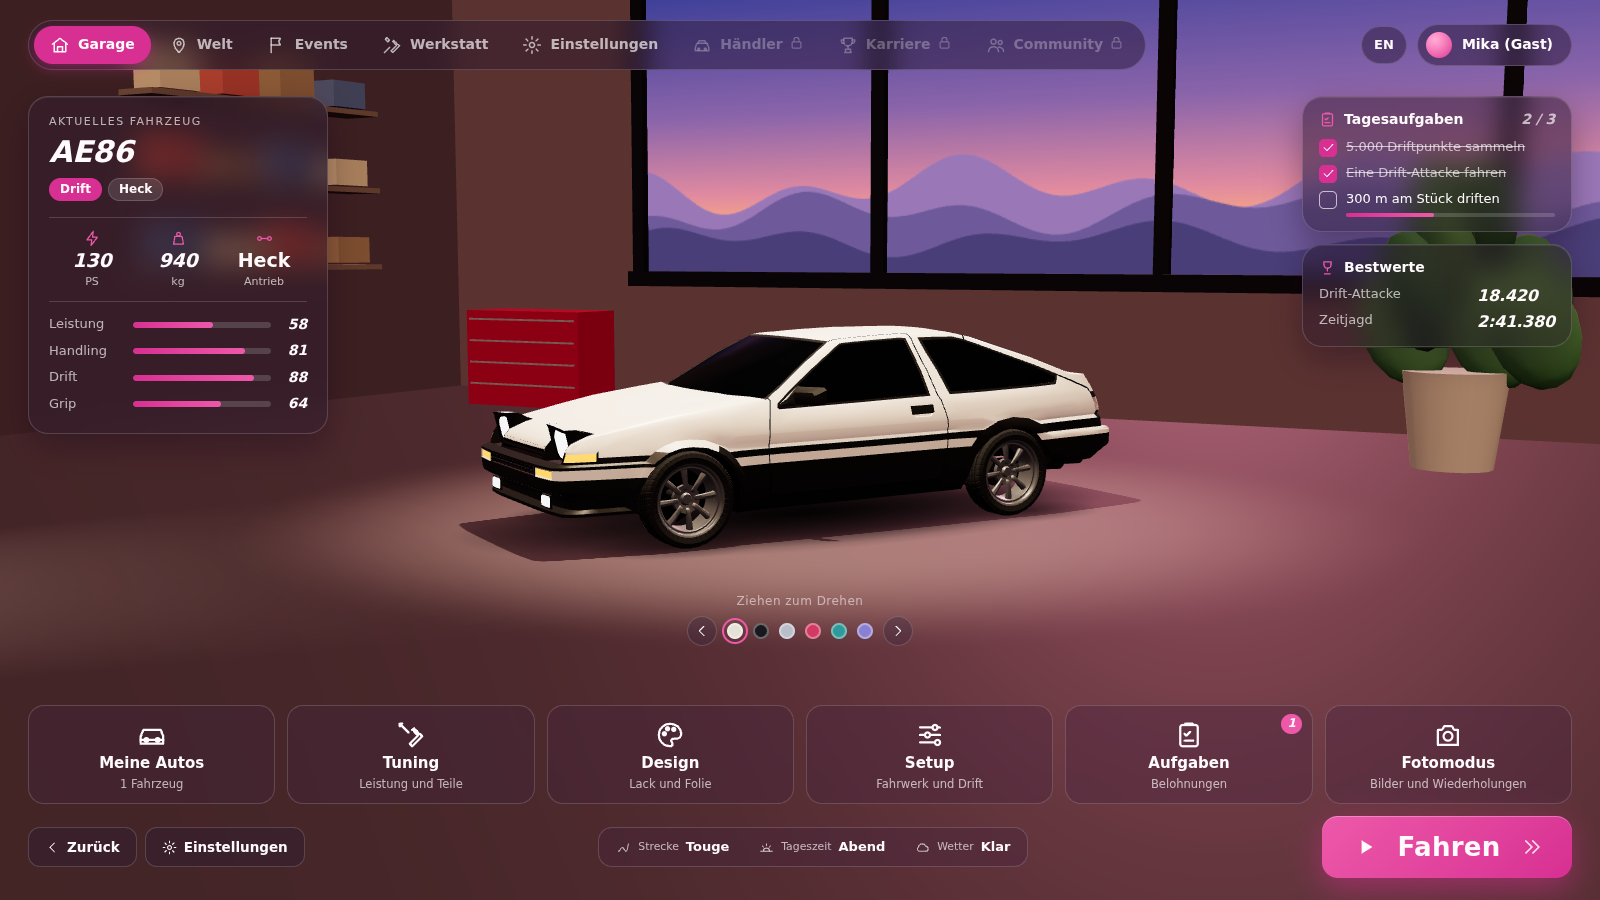 Garage
Welt
Events
Werkstatt
Einstellungen
Händler
Karriere
Community
EN
Mika (Gast)
AKTUELLES FAHRZEUG
AE86
Drift
Heck
130
PS
940
kg
Heck
Antrieb
Leistung 58
Handling 81
Drift 88
Grip 64
Tagesaufgaben 2 / 3
5.000 Driftpunkte sammeln
Eine Drift-Attacke fahren
300 m am Stück driften
Bestwerte
Drift-Attacke 18.420
Zeitjagd 2:41.380
Ziehen zum Drehen
Meine Autos
1 Fahrzeug
Tuning
Leistung und Teile
Design
Lack und Folie
Setup
Fahrwerk und Drift
1
Aufgaben
Belohnungen
Fotomodus
Bilder und Wiederholungen
Zurück
Einstellungen
Strecke Touge
Tageszeit Abend
Wetter Klar
Fahren